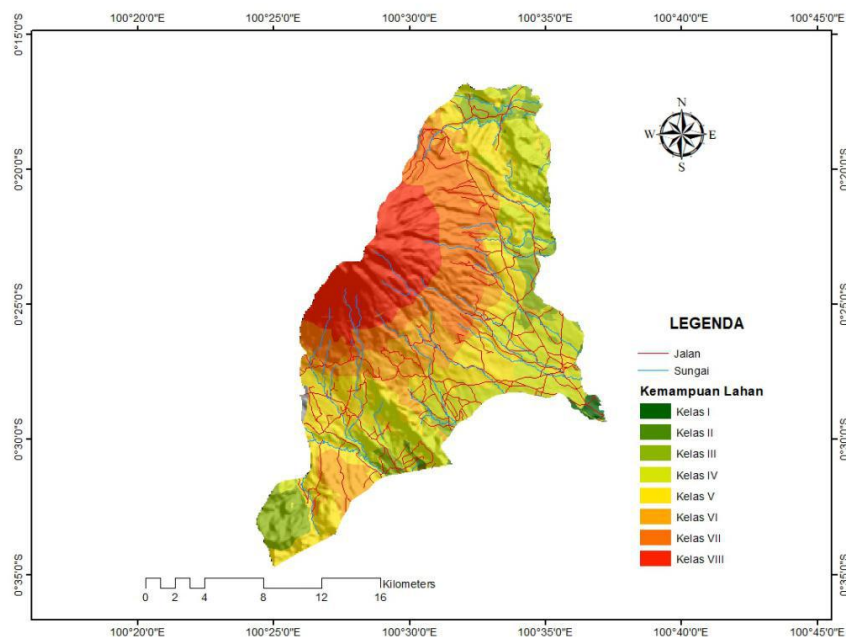 100°20'0"E 100°25'0"E 100°30'0"E 100°35'0"E 100°40'0"E 100°45'0"E
0°15'0"S 0°15'0"S
N
W E
S
0°20'0"S 0°20'0"S
0°25'0"S 0°25'0"S
LEGENDA
Jalan
Sungai
Kemampuan Lahan
Kelas I
Kelas II
0°30'0"S 0°30'0"S
Kelas III
Kelas IV
Kelas V
Kelas VI
Kelas VII
Kelas VIII
0°35'0"S 0°35'0"S
Kilometers
0 2 4 8 12 16
100°20'0"E 100°25'0"E 100°30'0"E 100°35'0"E 100°40'0"E 100°45'0"E